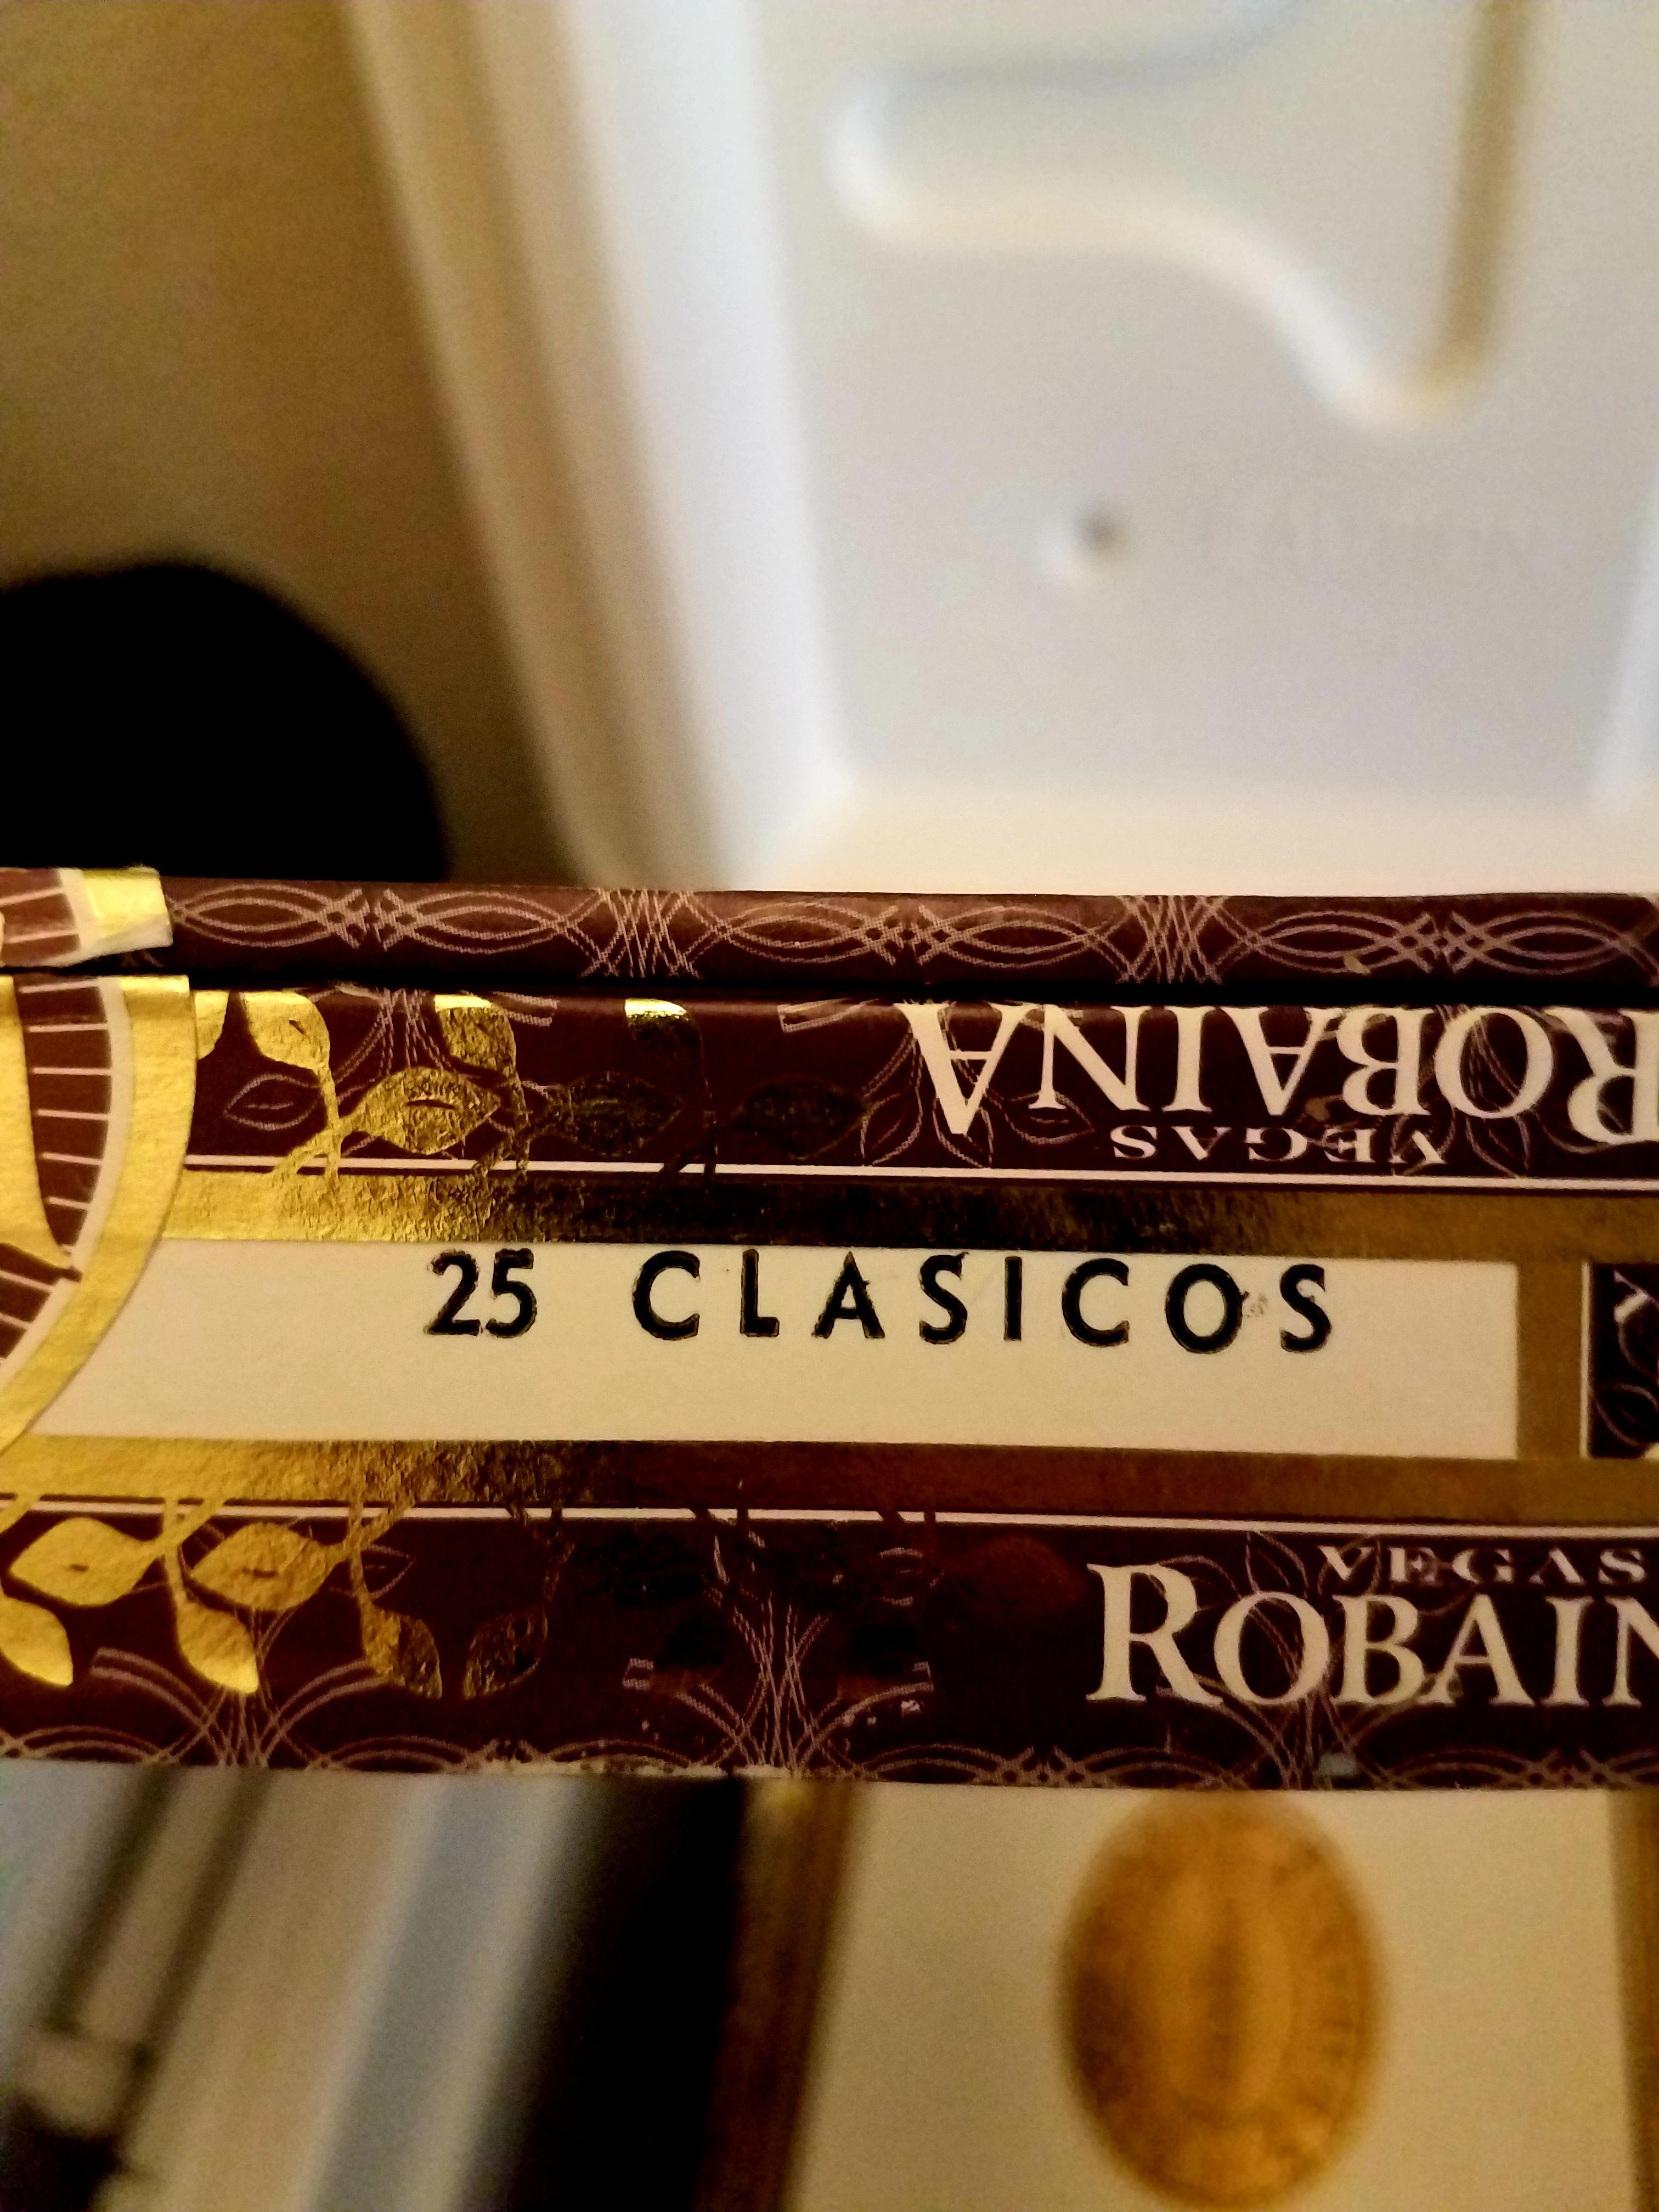 ROBAINA
VEGAS
25 CLASICOS
VEGAS
ROBAIN